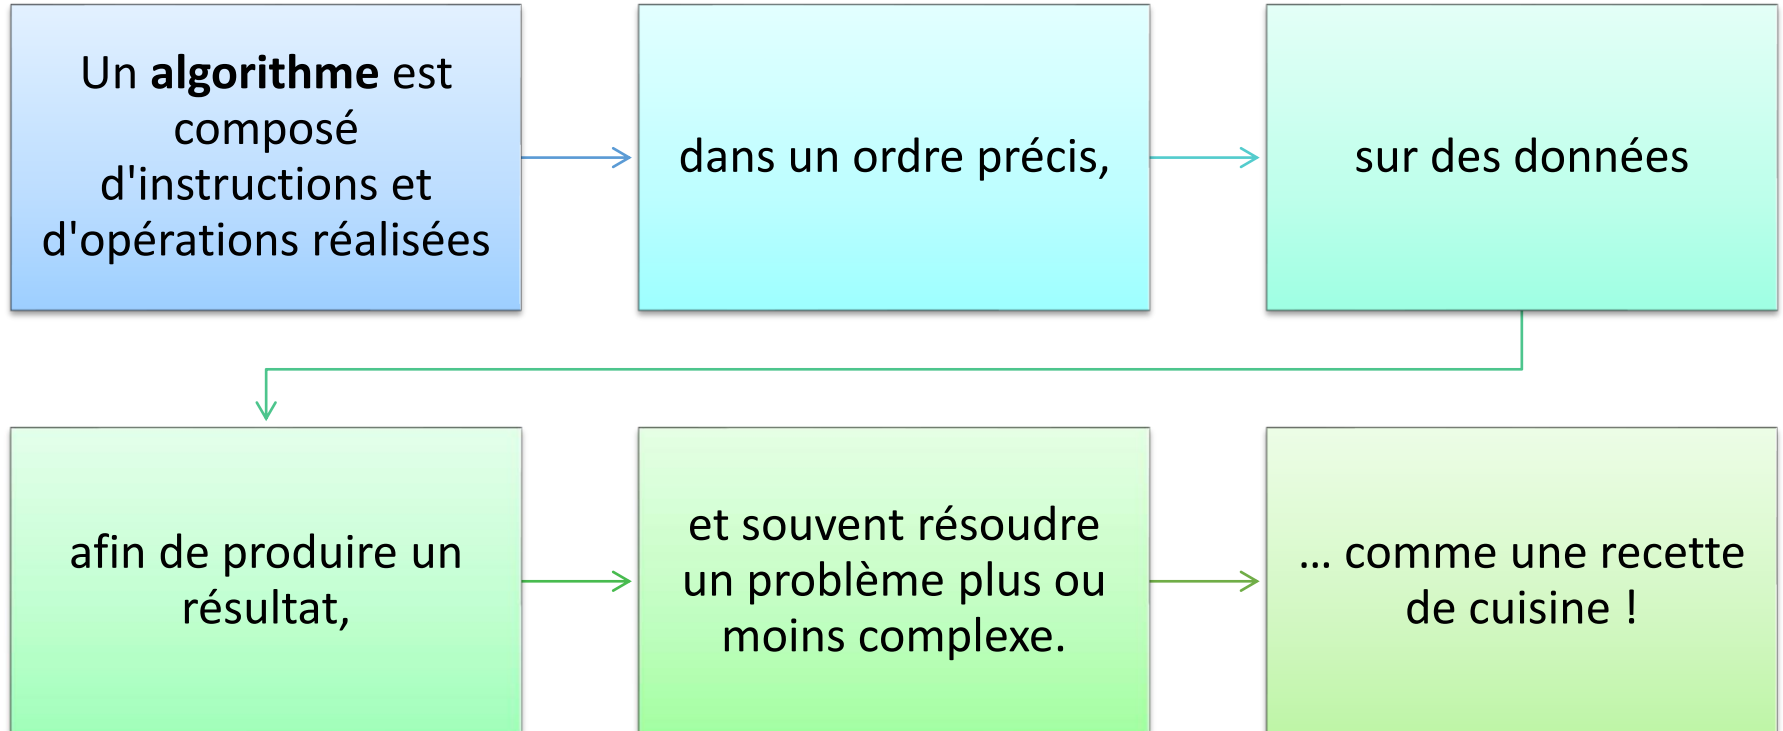 Un algorithme est
composé
d'instructions et
d'opérations réalisées
dans un ordre précis,
sur des données
afin de produire un
résultat,
et souvent résoudre
un problème plus ou
moins complexe.
... comme une recette
de cuisine !